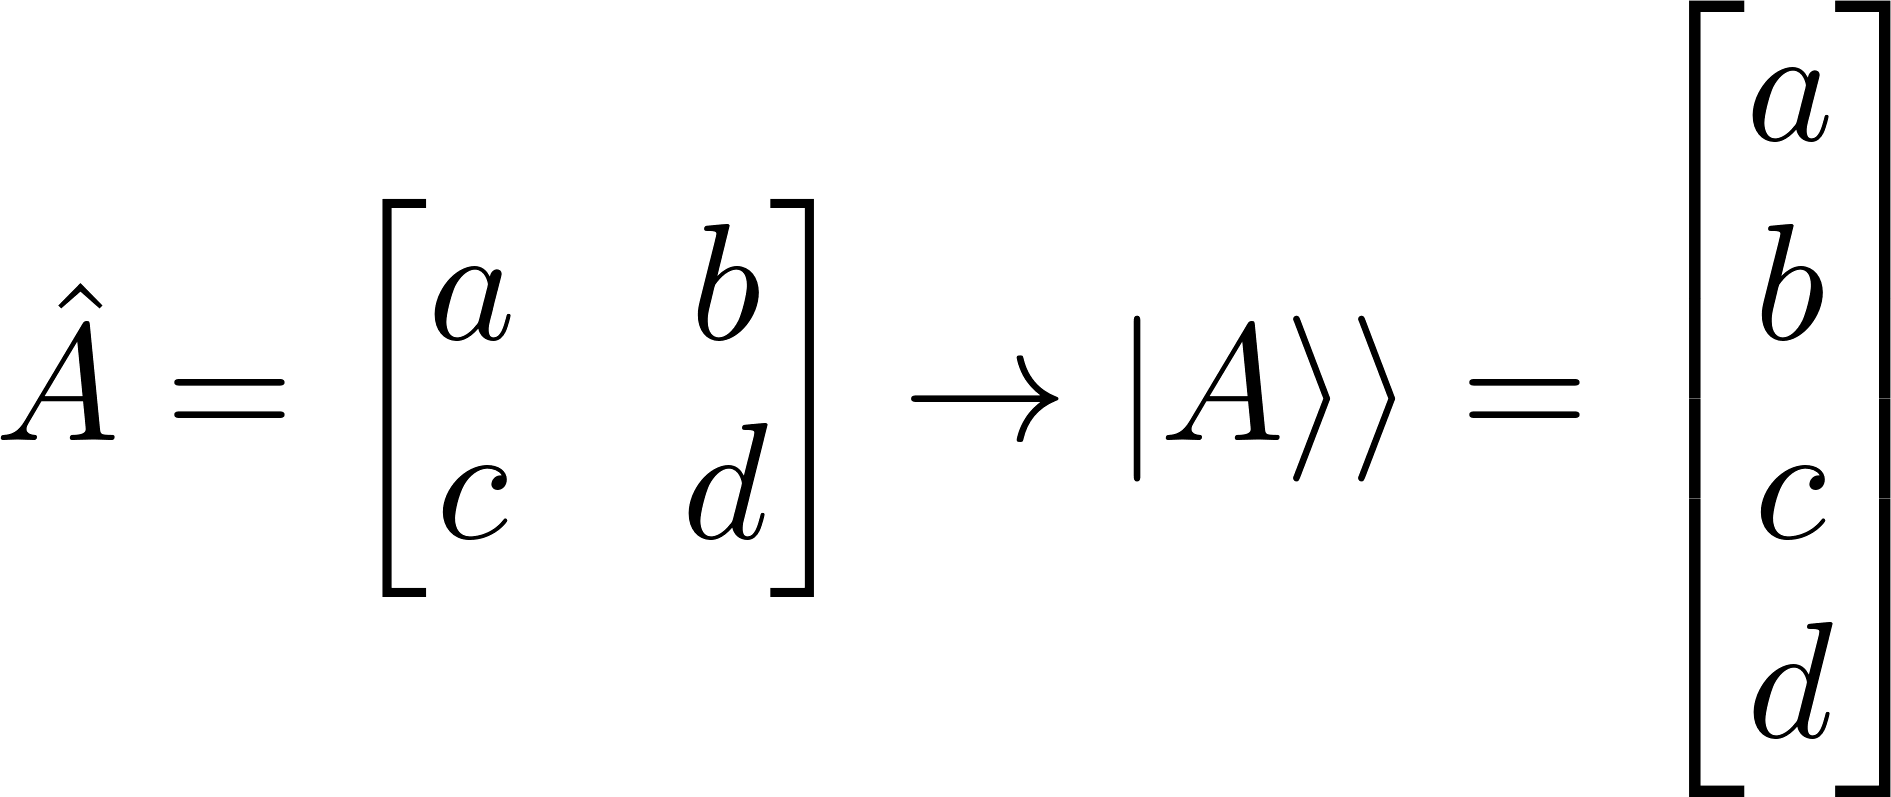 Â = [a b; c d] → |A⟩⟩ = [a; b; c; d]